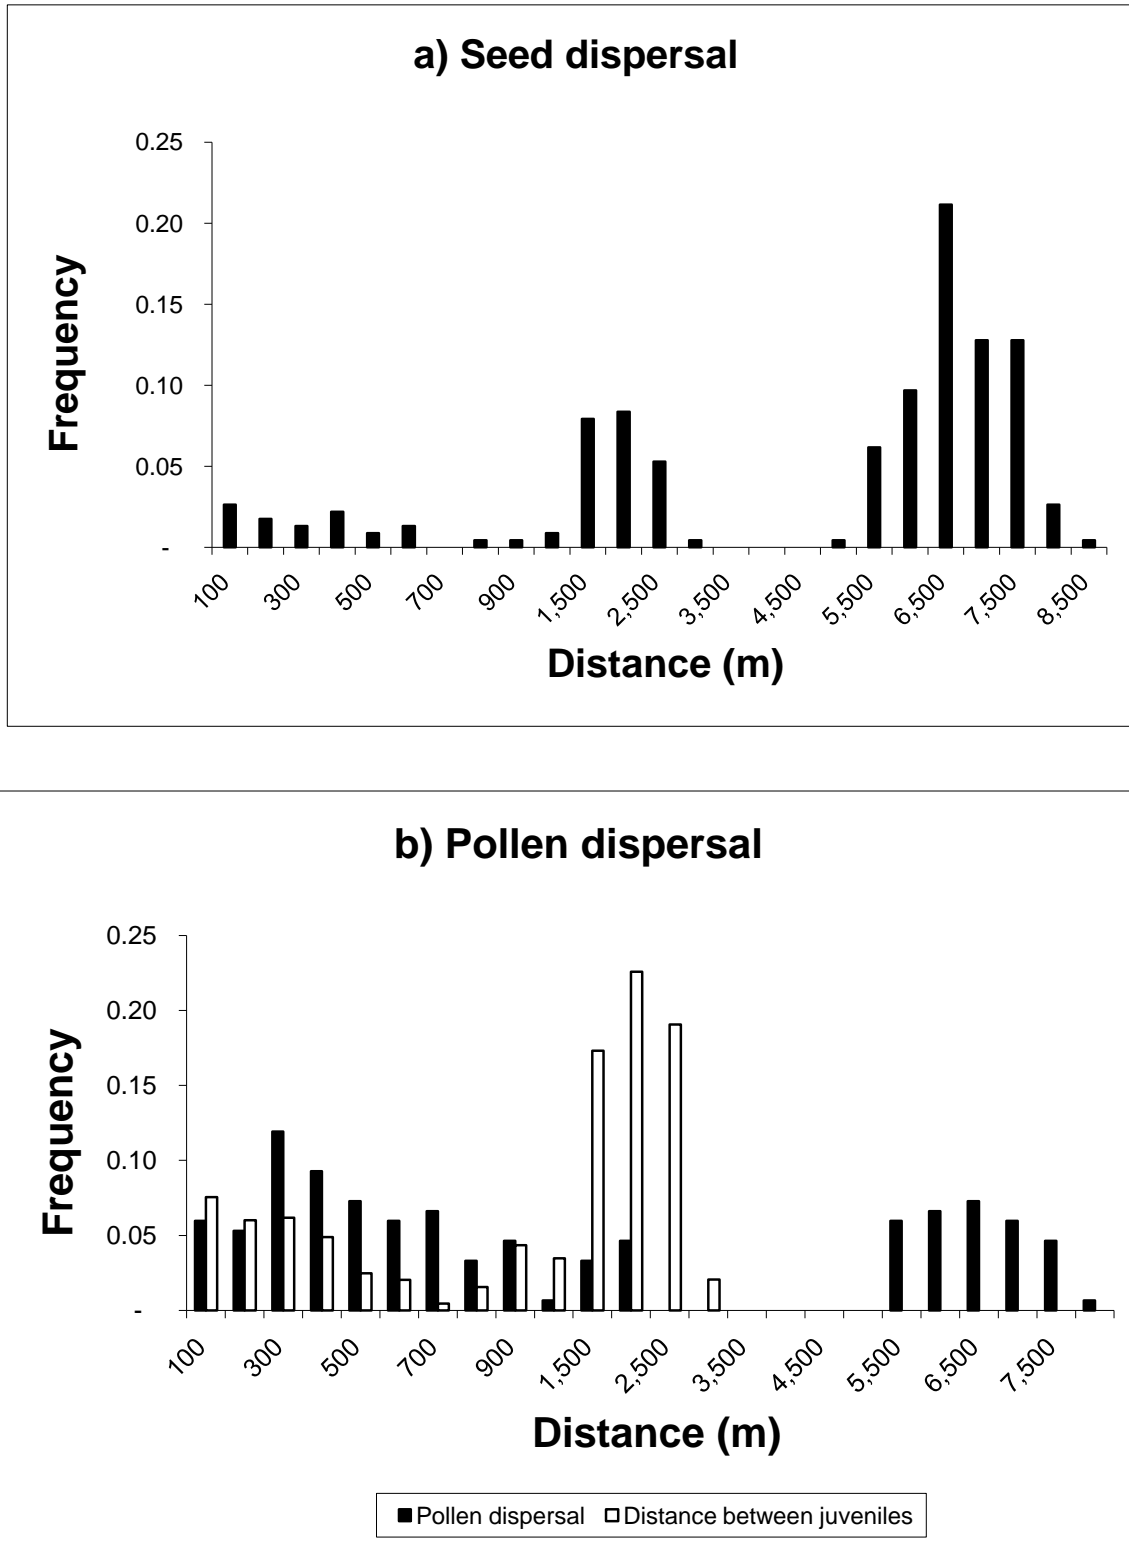 a) Seed dispersal
0.25
0.20
0.15
0.10
0.05
-
Frequency
100 300 500 700 900 1,500 2,500 3,500 4,500 5,500 6,500 7,500 8,500
Distance (m)
b) Pollen dispersal
0.25
0.20
0.15
0.10
0.05
-
Frequency
100 300 500 700 900 1,500 2,500 3,500 4,500 5,500 6,500 7,500
Distance (m)
Pollen dispersal Distance between juveniles